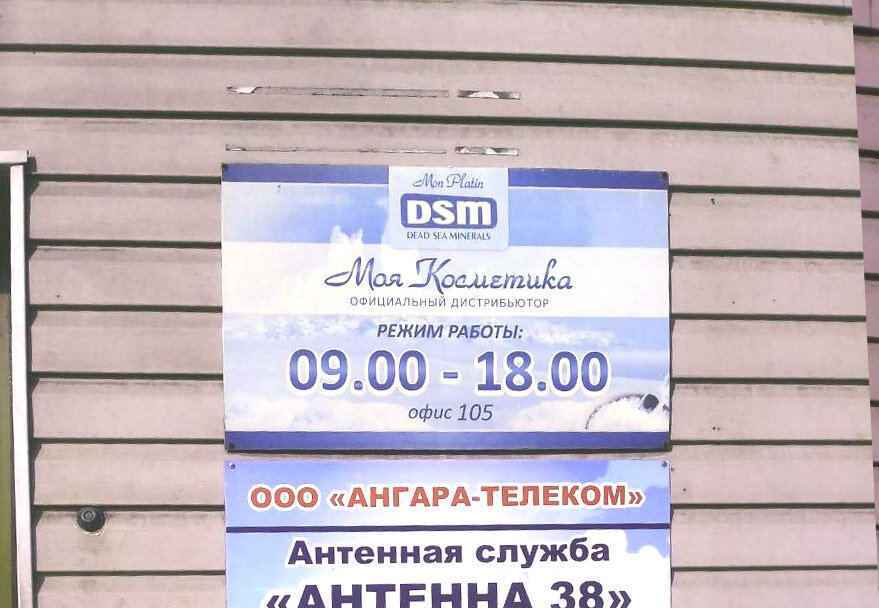 Mon Platin
DSM
DEAD SEA MINERALS
Моя Косметика
ОФИЦИАЛЬНЫЙ ДИСТРИБЬЮТОР
РЕЖИМ РАБОТЫ:
09.00 - 18.00
офис 105
ООО «АНГАРА-ТЕЛЕКОМ»
Антенная служба
«АНТЕННА 38»